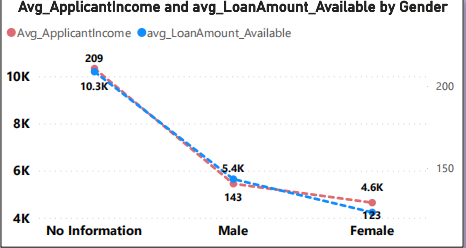 Avg_ApplicantIncome and avg_LoanAmount_Available by Gender
Avg_ApplicantIncome avg_LoanAmount_Available
209
10K 200
10.3K
8K
6K 5.4K 150
143 4.6K
4K 123
No Information Male Female